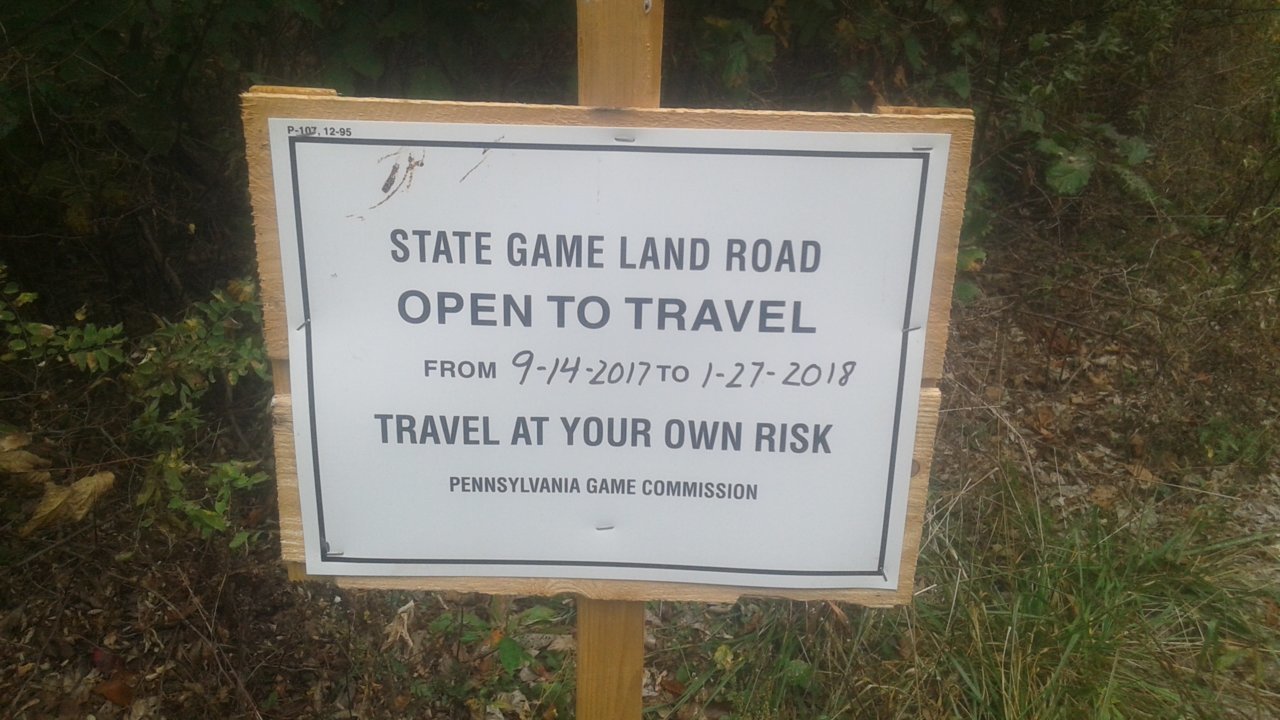 P-107, 12-95
STATE GAME LAND ROAD
OPEN TO TRAVEL
FROM 9-14-2017 TO 1-27-2018
TRAVEL AT YOUR OWN RISK
PENNSYLVANIA GAME COMMISSION